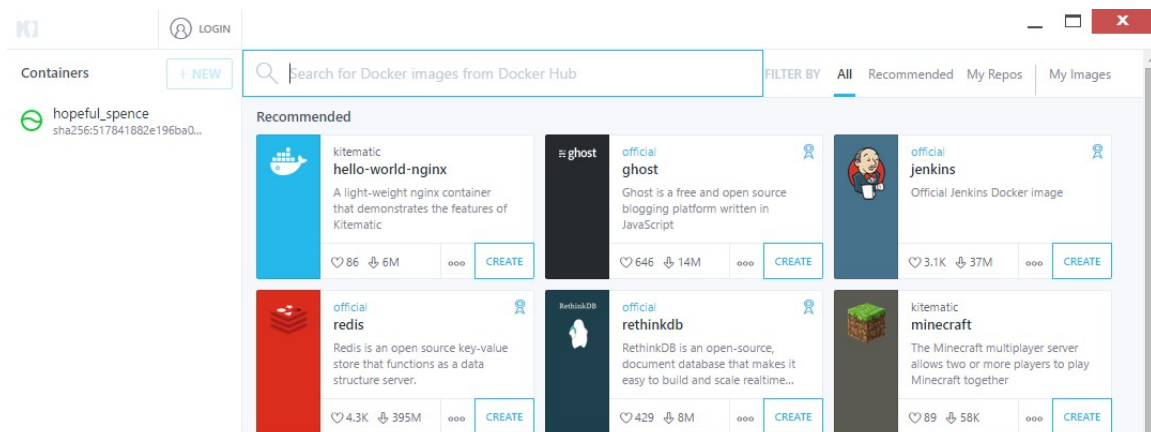 LOGIN
Containers
+ NEW
hopeful_spence
sha256:517841882e196ba0...
Search for Docker images from Docker Hub
FILTER BY All Recommended My Repos My Images
Recommended
kitematic
hello-world-nginx
A light-weight nginx container
that demonstrates the features of
Kitematic
86 6M
CREATE
ghost
official
ghost
Ghost is a free and open source
blogging platform written in
JavaScript
646 14M
CREATE
official
jenkins
Official Jenkins Docker image
3.1K 37M
CREATE
official
redis
Redis is an open source key-value
store that functions as a data
structure server.
4.3K 395M
CREATE
RethinkDB
official
rethinkdb
RethinkDB is an open-source,
document database that makes it
easy to build and scale realtime...
429 8M
CREATE
kitematic
minecraft
The Minecraft multiplayer server
allows two or more players to play
Minecraft together
89 58K
CREATE